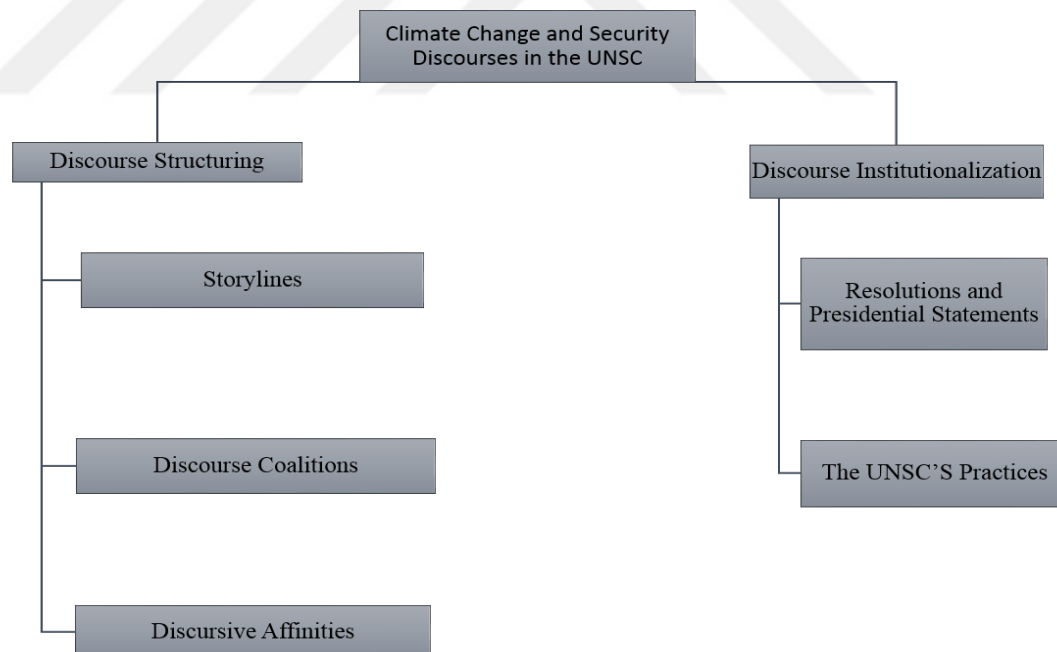 Climate Change and Security
Discourses in the UNSC
Discourse Structuring
Storylines
Discourse Coalitions
Discursive Affinities
Discourse Institutionalization
Resolutions and
Presidential Statements
The UNSC’S Practices